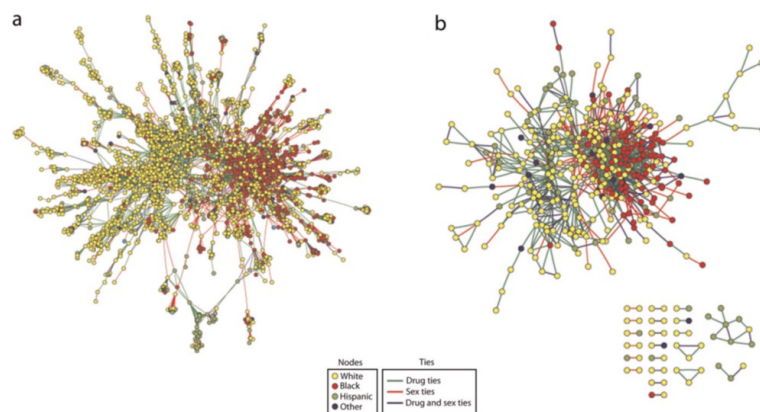 a
b
Nodes
White
Black
Hispanic
Other
Ties
Drug ties
Sex ties
Drug and sex ties